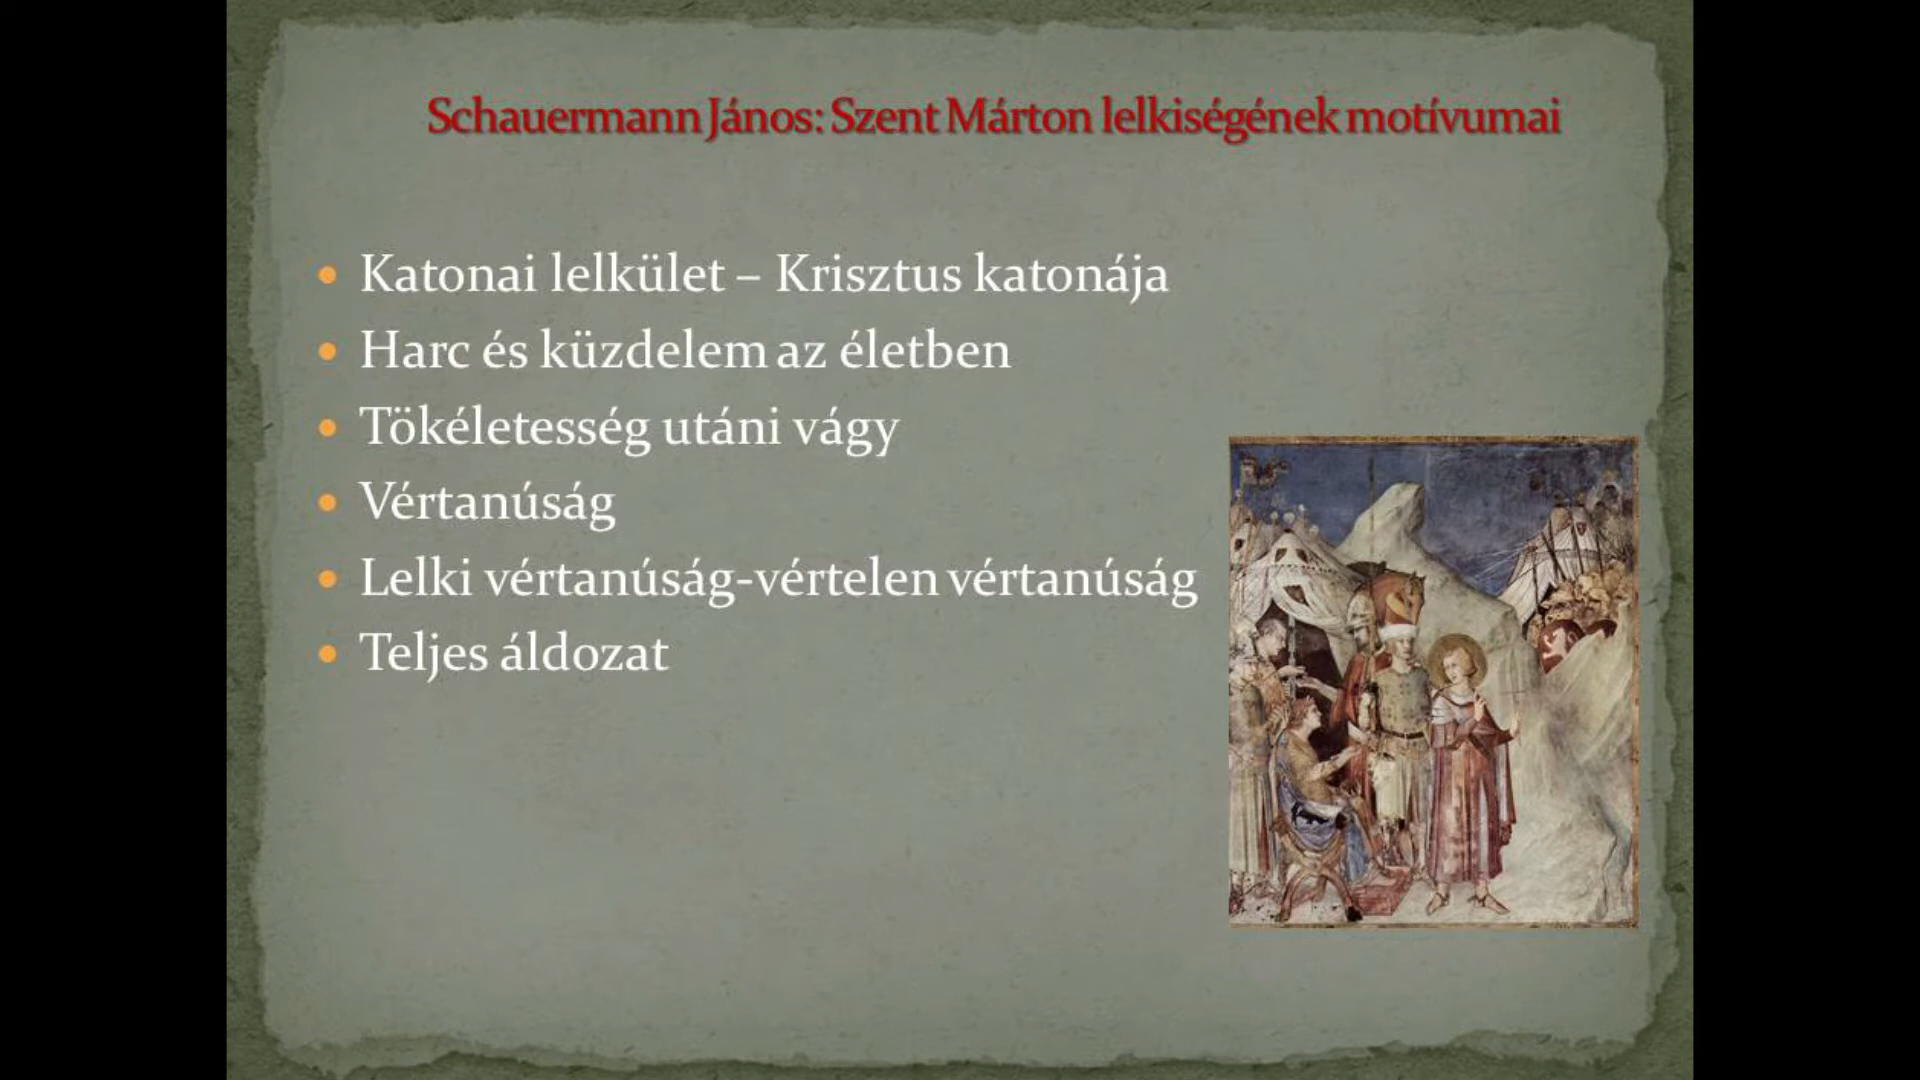 Schauermann János: Szent Márton lelkiségének motívumai
Katonai lelkület – Krisztus katonája
Harc és küzdelem az életben
Tökéletesség utáni vágy
Vértanúság
Lelki vértanúság-vértelen vértanúság
Teljes áldozat